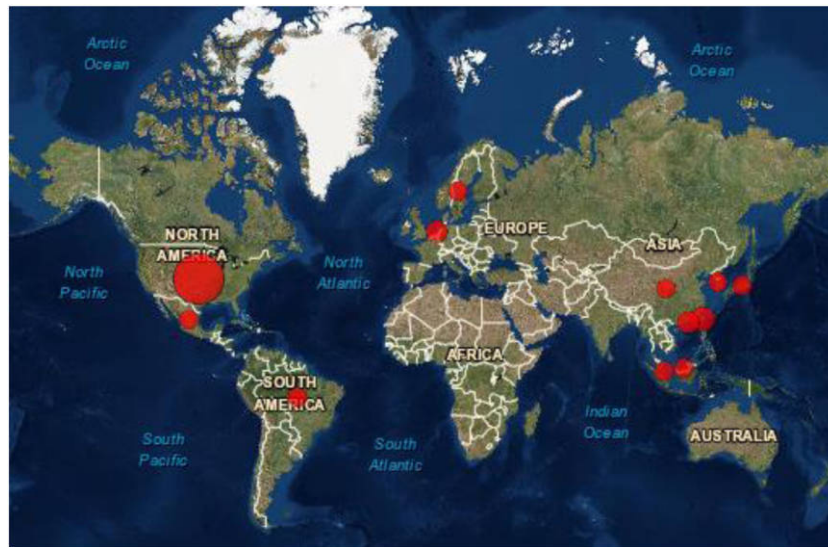 Arctic
Ocean
Arctic
Ocean
NORTH
AMERICA
EUROPE
ASIA
North
Pacific
North
Atlantic
AFRICA
SOUTH
AMERICA
Indian
Ocean
South
Pacific
South
Atlantic
AUSTRALIA